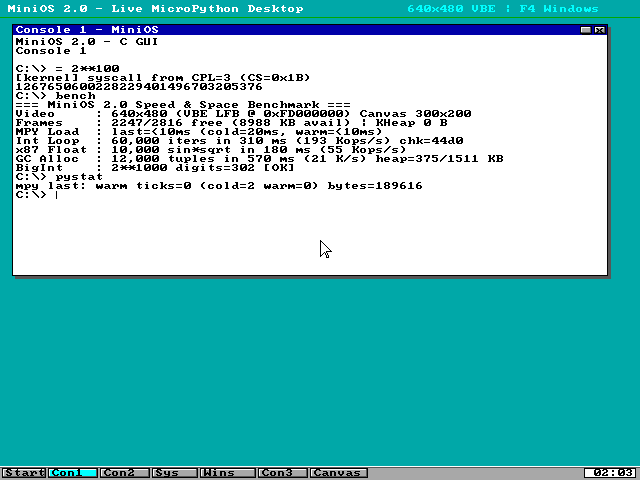 MiniOS 2.0 - Live MicroPython Desktop 640x480 VBE ¦ F4 Windows
Console 1 - MiniOS
MiniOS 2.0 - C GUI
Console 1
C:\> = 2**100
[kernel] syscall from CPL=3 (CS=0x1B)
1267650600228229401496703205376
C:\> bench
=== MiniOS 2.0 Speed & Space Benchmark ===
Video : 640x480 (VBE LFB @ 0xFD000000) Canvas 300x200
Frames : 2247/2816 free (8988 KB avail) ¦ KHeap 0 B
MPY Load : last=<10ms (cold=20ms, warm=<10ms)
Int Loop : 60,000 iters in 310 ms (193 Kops/s) chk=44d0
x87 Float : 10,000 sin*sqrt in 180 ms (55 Kops/s)
GC Alloc : 12,000 tuples in 570 ms (21 K/s) heap=375/1511 KB
BigInt : 2**1000 digits=302 [OK]
C:\> pystat
mpy last: warm ticks=0 (cold=2 warm=0) bytes=189616
C:\>
Start Con1 Con2 Sys Wins Con3 Canvas 02:03